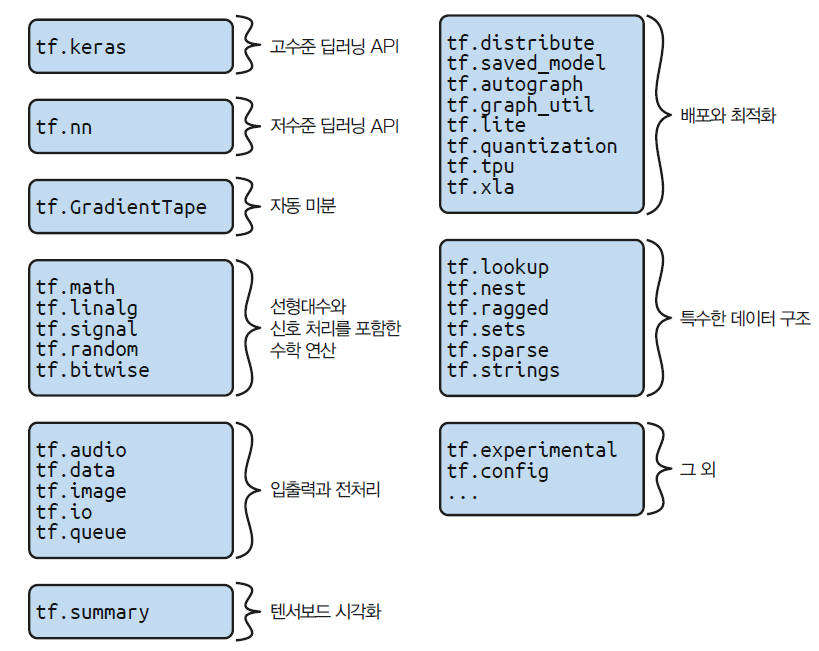 tf.keras
고수준 딥러닝 API
tf.nn
저수준 딥러닝 API
tf.GradientTape
자동 미분
tf.math
tf.linalg
tf.signal
tf.random
tf.bitwise
선형대수와
신호 처리를 포함한
수학 연산
tf.audio
tf.data
tf.image
tf.io
tf.queue
입출력과 전처리
tf.summary
텐서보드 시각화
tf.distribute
tf.saved_model
tf.autograph
tf.graph_util
tf.lite
tf.quantization
tf.tpu
tf.xla
배포와 최적화
tf.lookup
tf.nest
tf.ragged
tf.sets
tf.sparse
tf.strings
특수한 데이터 구조
tf.experimental
tf.config
...
그 외